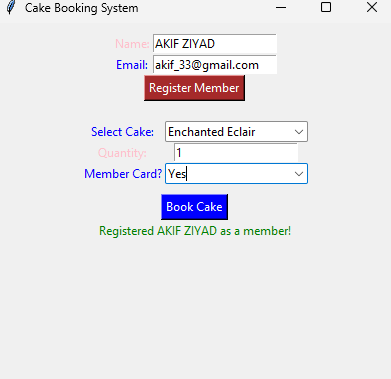 Cake Booking System
Name: AKIF ZIYAD
Email: akif_33@gmail.com
Register Member
Select Cake: Enchanted Eclair
Quantity: 1
Member Card? Yes
Book Cake
Registered AKIF ZIYAD as a member!